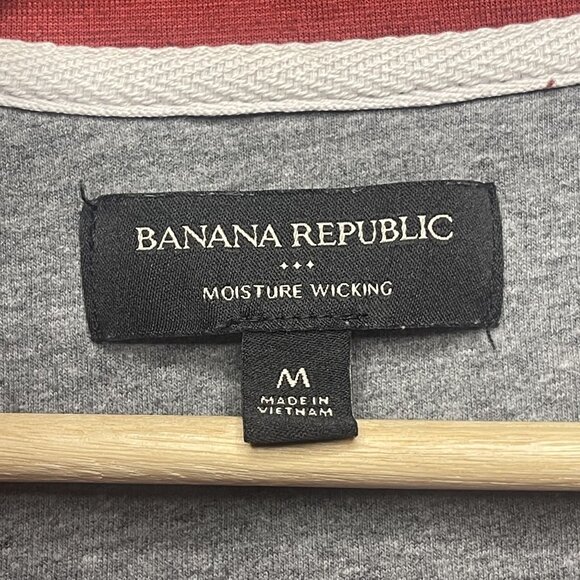 BANANA REPUBLIC
MOISTURE WICKING
M
MADE IN
VIETNAM